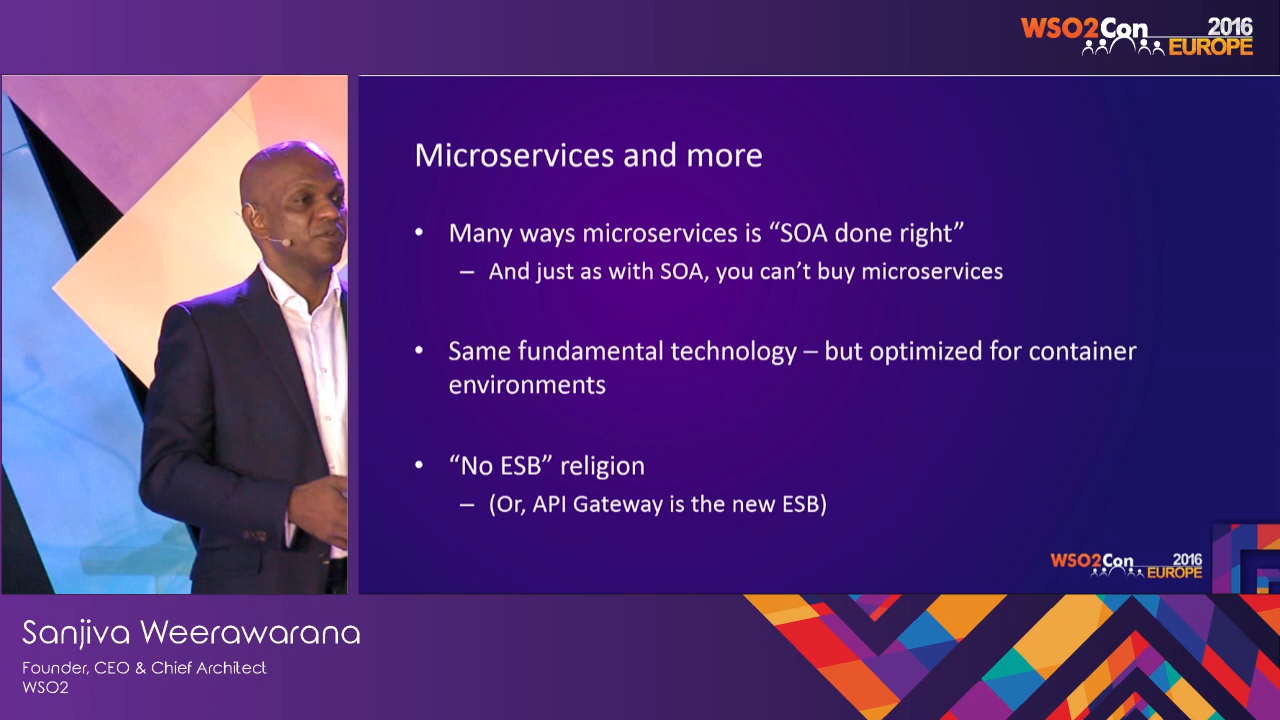 WSO2Con 2016
EUROPE
Microservices and more
• Many ways microservices is “SOA done right”
– And just as with SOA, you can’t buy microservices
• Same fundamental technology – but optimized for container
environments
• “No ESB” religion
– (Or, API Gateway is the new ESB)
WSO2Con 2016
EUROPE
Sanjiva Weerawarana
Founder, CEO & Chief Architect
WSO2